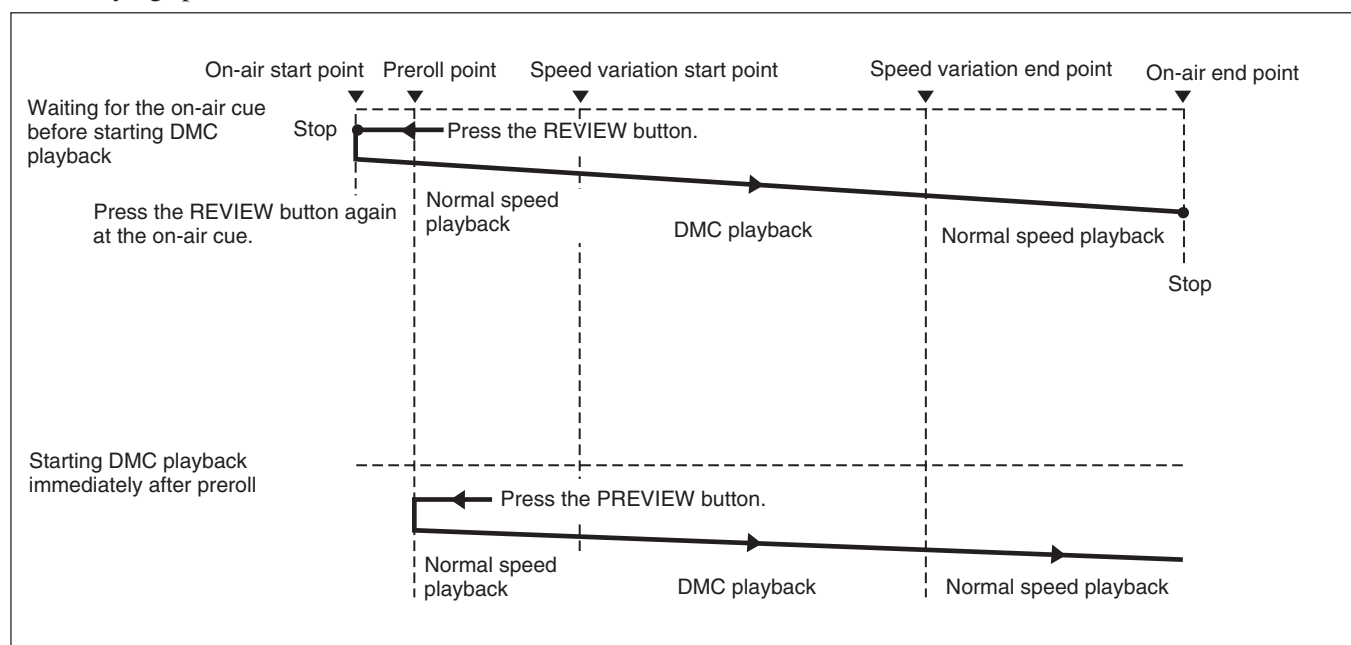 On-air start point
Preroll point
Speed variation start point
Speed variation end point
On-air end point
Waiting for the on-air cue
before starting DMC
playback
Stop
Press the REVIEW button.
Press the REVIEW button again
at the on-air cue.
Normal speed
playback
DMC playback
Normal speed playback
Stop
Starting DMC playback
immediately after preroll
Press the PREVIEW button.
Normal speed
playback
DMC playback
Normal speed playback